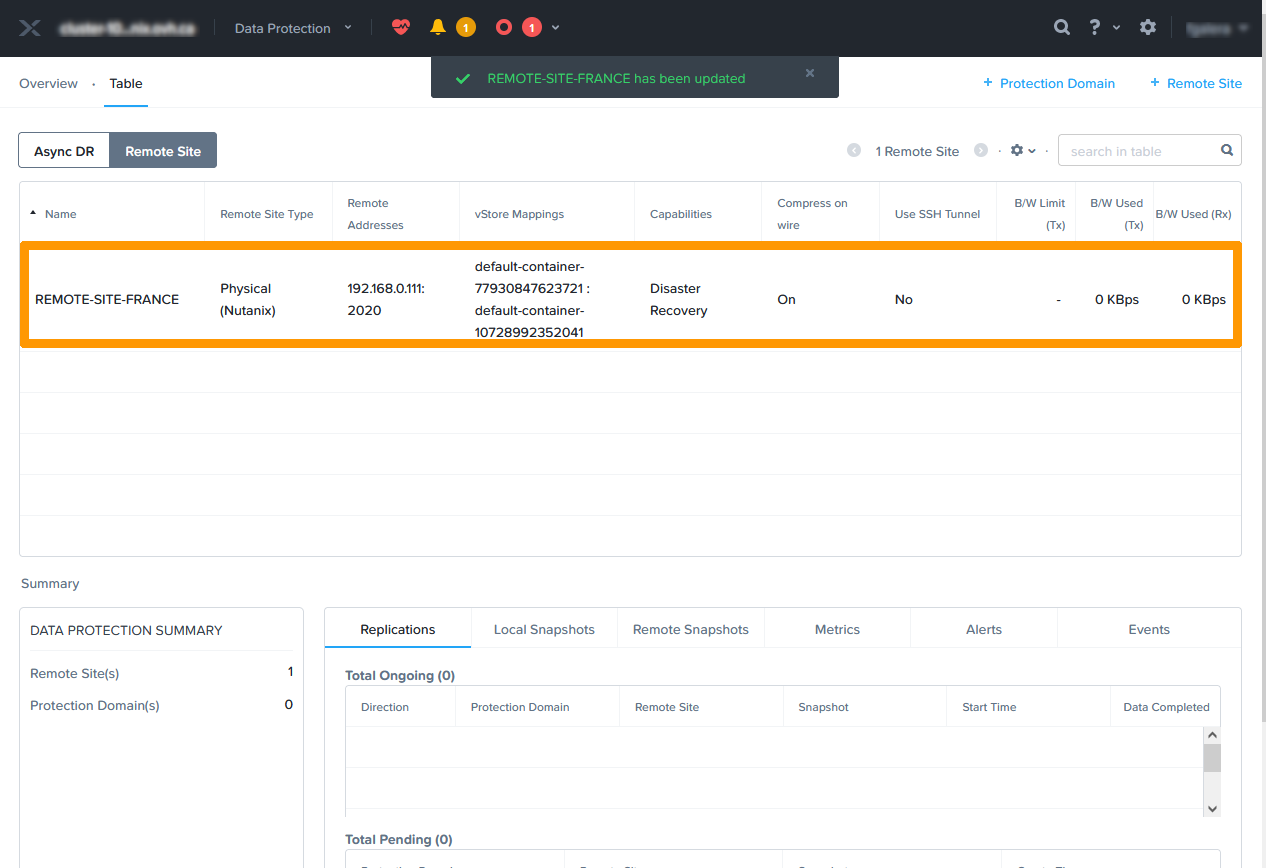 Data Protection
1
1
?
REMOTE-SITE-FRANCE has been updated
Overview · Table
+ Protection Domain
+ Remote Site
Async DR
Remote Site
1 Remote Site
search in table
Name
Remote Site Type
Remote
Addresses
vStore Mappings
Capabilities
Compress on
wire
Use SSH Tunnel
B/W Limit
(Tx)
B/W Used
(Tx)
B/W Used (Rx)
REMOTE-SITE-FRANCE
Physical
(Nutanix)
192.168.0.111:
2020
default-container-
77930847623721 :
default-container-
10728992352041
Disaster
Recovery
On
No
-
0 KBps
0 KBps
Summary
DATA PROTECTION SUMMARY
Remote Site(s) 1
Protection Domain(s) 0
Replications
Local Snapshots
Remote Snapshots
Metrics
Alerts
Events
Total Ongoing (0)
Direction
Protection Domain
Remote Site
Snapshot
Start Time
Data Completed
Total Pending (0)